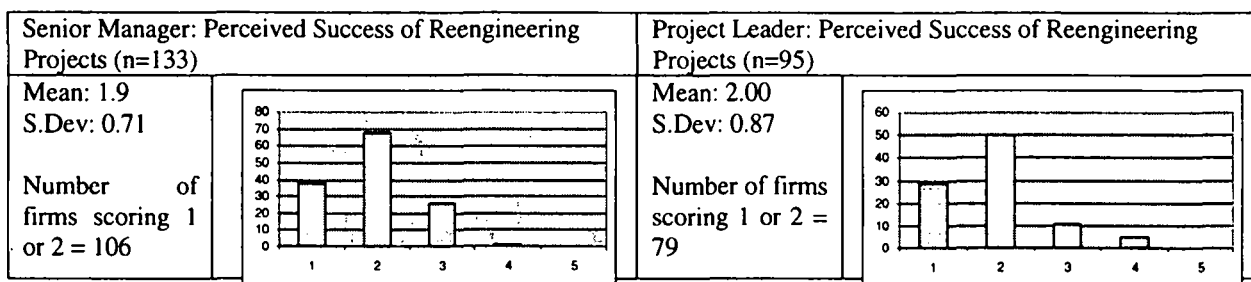 Senior Manager: Perceived Success of Reengineering
Projects (n=133)
Mean: 1.9
S.Dev: 0.71
Number of
firms scoring 1
or 2 = 106
80
70
60
50
40
30
20
10
0
1 2 3 4 5
Project Leader: Perceived Success of Reengineering
Projects (n=95)
Mean: 2.00
S.Dev: 0.87
Number of firms
scoring 1 or 2 =
79
60
50
40
30
20
10
0
1 2 3 4 5